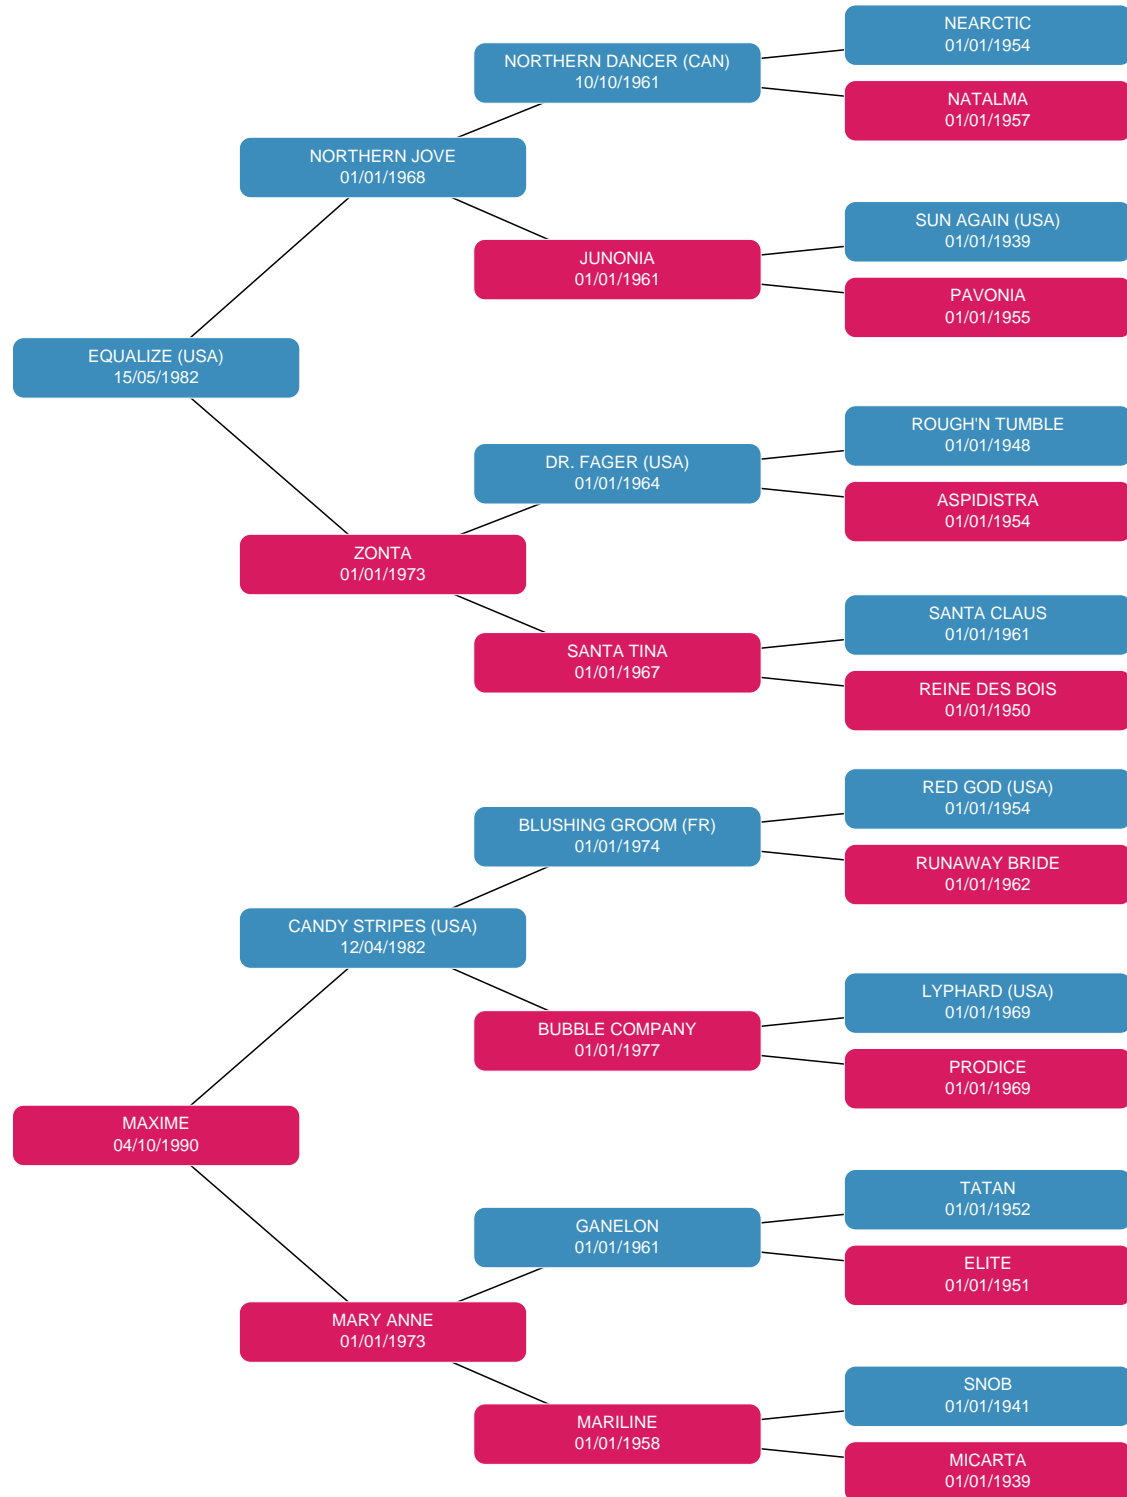 NEARCTIC
01/01/1954
NORTHERN DANCER (CAN)
10/10/1961
NATALMA
01/01/1957
NORTHERN JOVE
01/01/1968
SUN AGAIN (USA)
01/01/1939
JUNONIA
01/01/1961
PAVONIA
01/01/1955
EQUALIZE (USA)
15/05/1982
ROUGH'N TUMBLE
01/01/1948
DR. FAGER (USA)
01/01/1964
ASPIDISTRA
01/01/1954
ZONTA
01/01/1973
SANTA CLAUS
01/01/1961
SANTA TINA
01/01/1967
REINE DES BOIS
01/01/1950
RED GOD (USA)
01/01/1954
BLUSHING GROOM (FR)
01/01/1974
RUNAWAY BRIDE
01/01/1962
CANDY STRIPES (USA)
12/04/1982
LYPHARD (USA)
01/01/1969
BUBBLE COMPANY
01/01/1977
PRODICE
01/01/1969
MAXIME
04/10/1990
TATAN
01/01/1952
GANELON
01/01/1961
ELITE
01/01/1951
MARY ANNE
01/01/1973
SNOB
01/01/1941
MARILINE
01/01/1958
MICARTA
01/01/1939